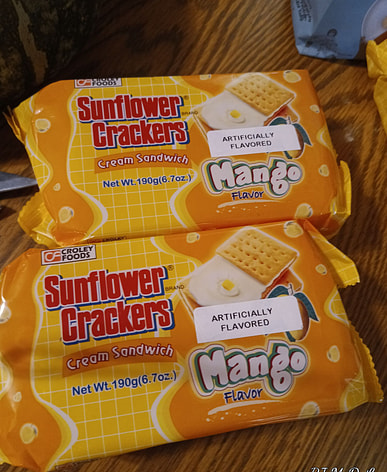 CROLEY
FOODS
Sunflower
Crackers
BRAND
Cream Sandwich
Net Wt. 190g(6.7oz.)
ARTIFICIALLY
FLAVORED
Mango
Flavor
CROLEY
FOODS
Sunflower®
Crackers
BRAND
Cream Sandwich
Net Wt. 190g(6.7oz.)
ARTIFICIALLY
FLAVORED
Mango
Flavor